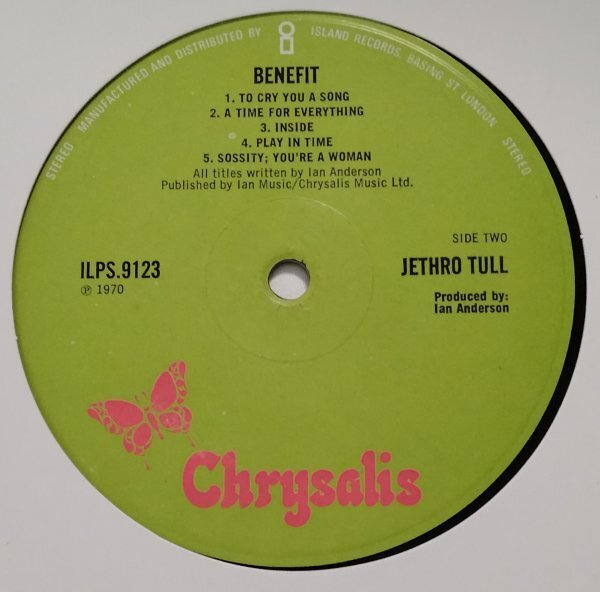 STEREO MANUFACTURED AND DISTRIBUTED BY ISLAND RECORDS, BASING ST LONDON STEREO
BENEFIT
1. TO CRY YOU A SONG
2. A TIME FOR EVERYTHING
3. INSIDE
4. PLAY IN TIME
5. SOSSITY; YOU'RE A WOMAN
All titles written by Ian Anderson
Published by Ian Music/Chrysalis Music Ltd.
SIDE TWO
ILPS.9123
JETHRO TULL
℗ 1970
Produced by:
Ian Anderson
Chrysalis